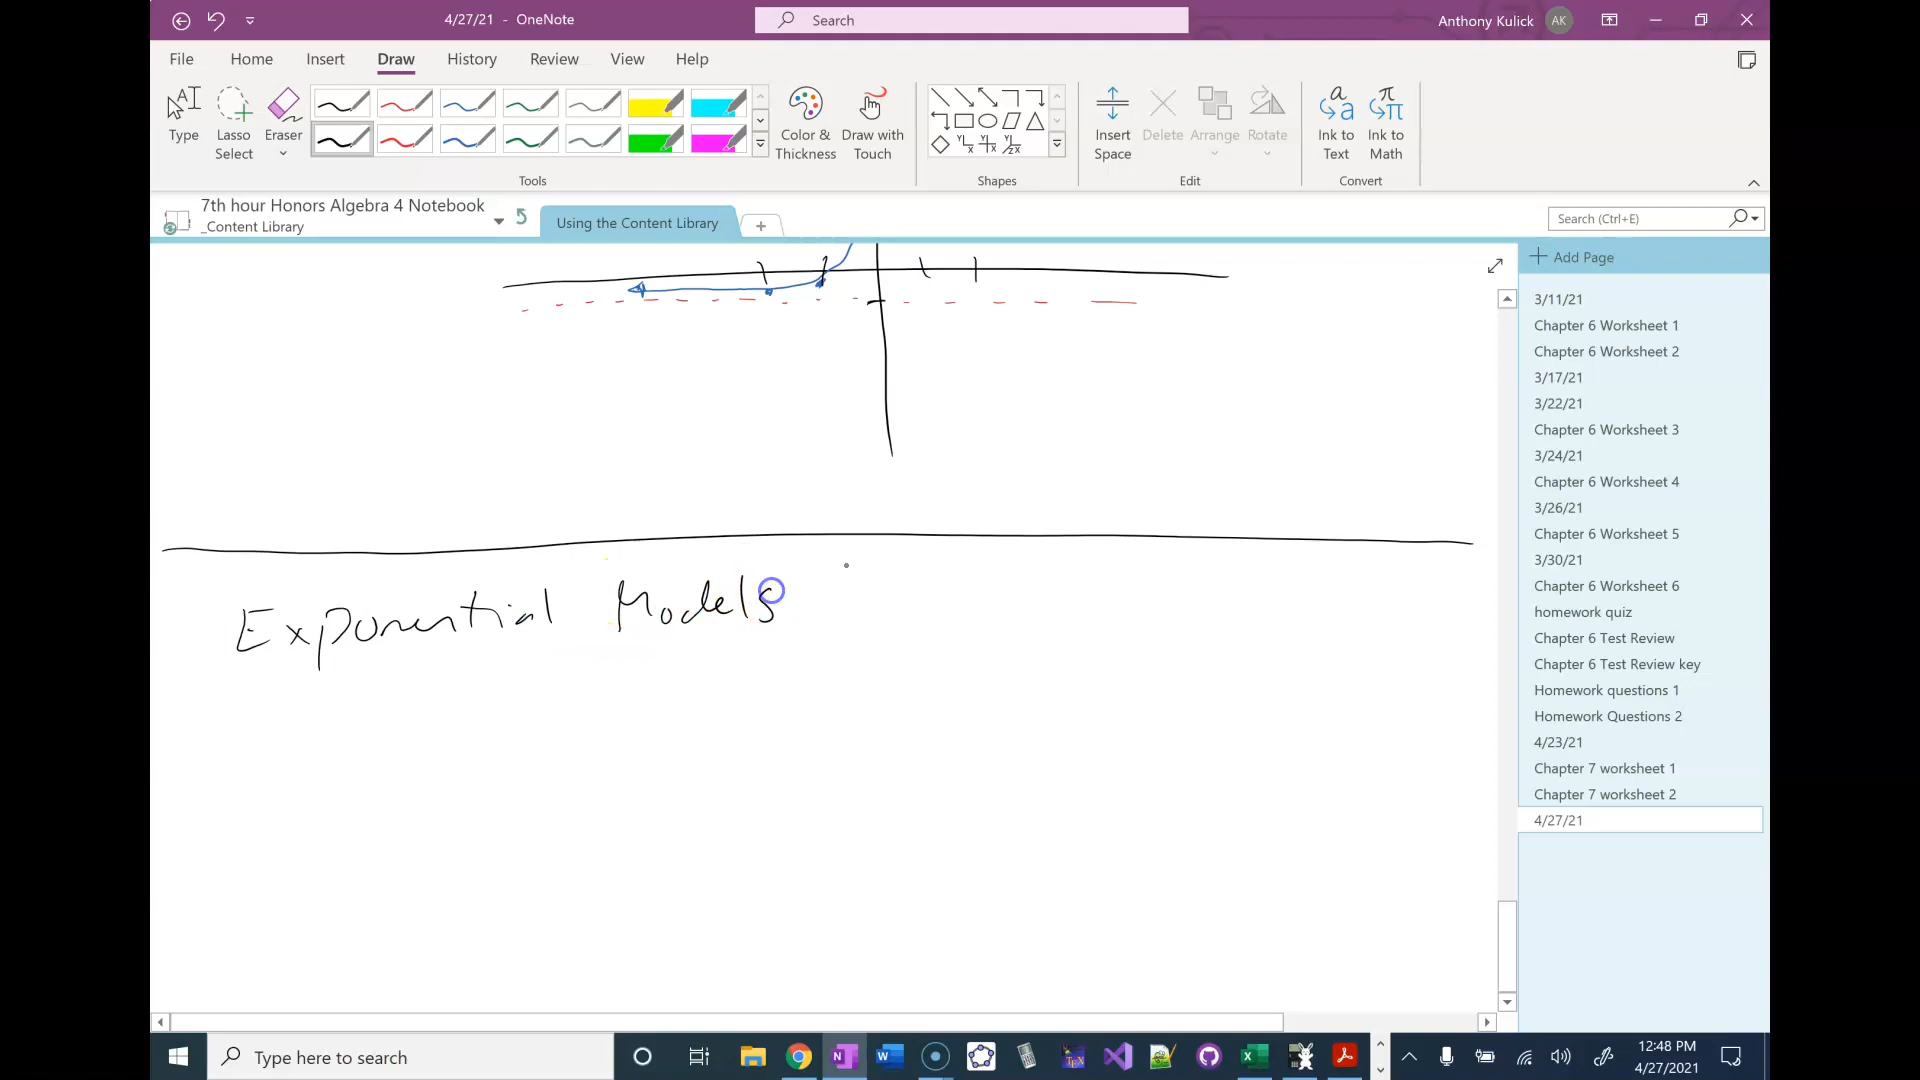 4/27/21 - OneNote
Search
Anthony Kulick
AK
File Home Insert Draw History Review View Help
Type
Lasso Select
Eraser
Color & Thickness
Draw with Touch
Insert Space
Delete
Arrange
Rotate
Ink to Text
Ink to Math
Tools
Shapes
Edit
Convert
7th hour Honors Algebra 4 Notebook
_Content Library
Using the Content Library
Search (Ctrl+E)
Add Page
3/11/21
Chapter 6 Worksheet 1
Chapter 6 Worksheet 2
3/17/21
3/22/21
Chapter 6 Worksheet 3
3/24/21
Chapter 6 Worksheet 4
3/26/21
Chapter 6 Worksheet 5
3/30/21
Chapter 6 Worksheet 6
homework quiz
Chapter 6 Test Review
Chapter 6 Test Review key
Homework questions 1
Homework Questions 2
4/23/21
Chapter 7 worksheet 1
Chapter 7 worksheet 2
4/27/21
Exponential Models
Type here to search
12:48 PM
4/27/2021